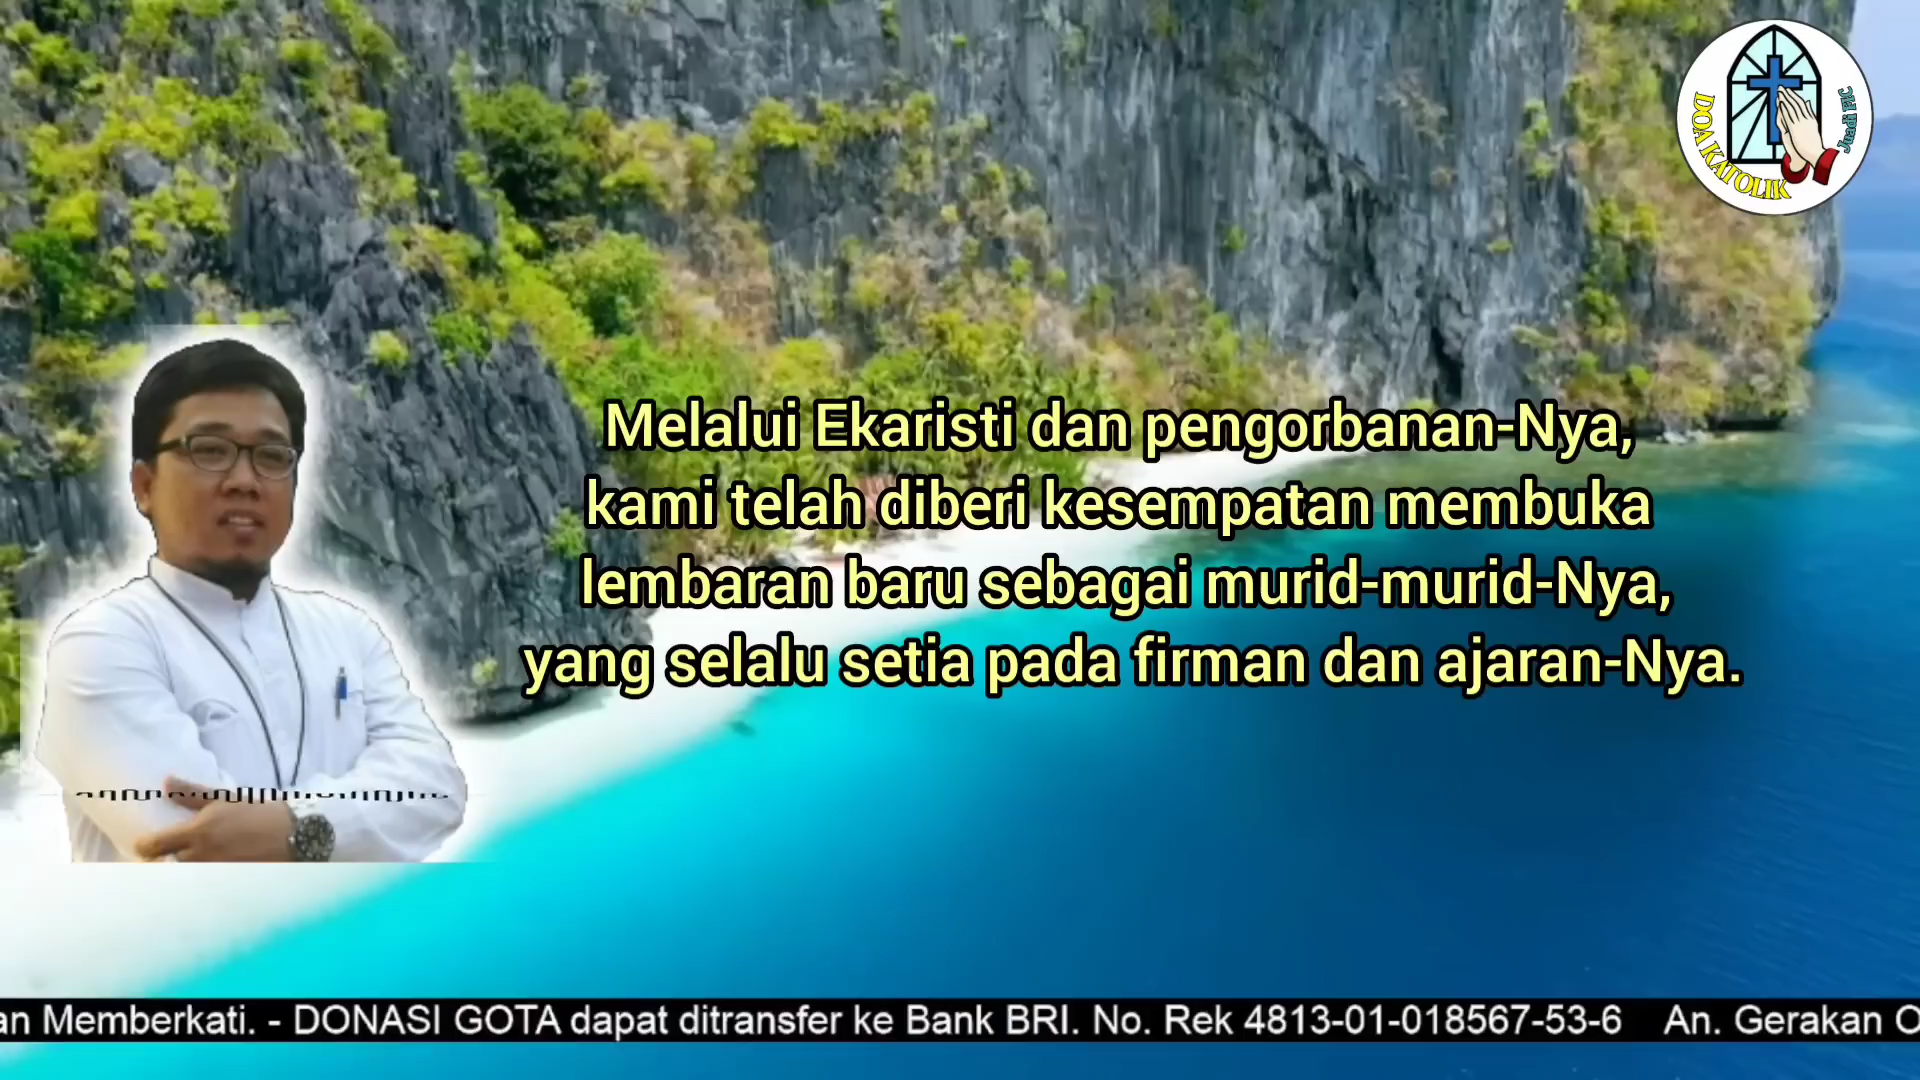 DOA KATOLIK
Juadi FIC
Melalui Ekaristi dan pengorbanan-Nya,
kami telah diberi kesempatan membuka
lembaran baru sebagai murid-murid-Nya,
yang selalu setia pada firman dan ajaran-Nya.
an Memberkati. - DONASI GOTA dapat ditransfer ke Bank BRI. No. Rek 4813-01-018567-53-6 An. Gerakan O